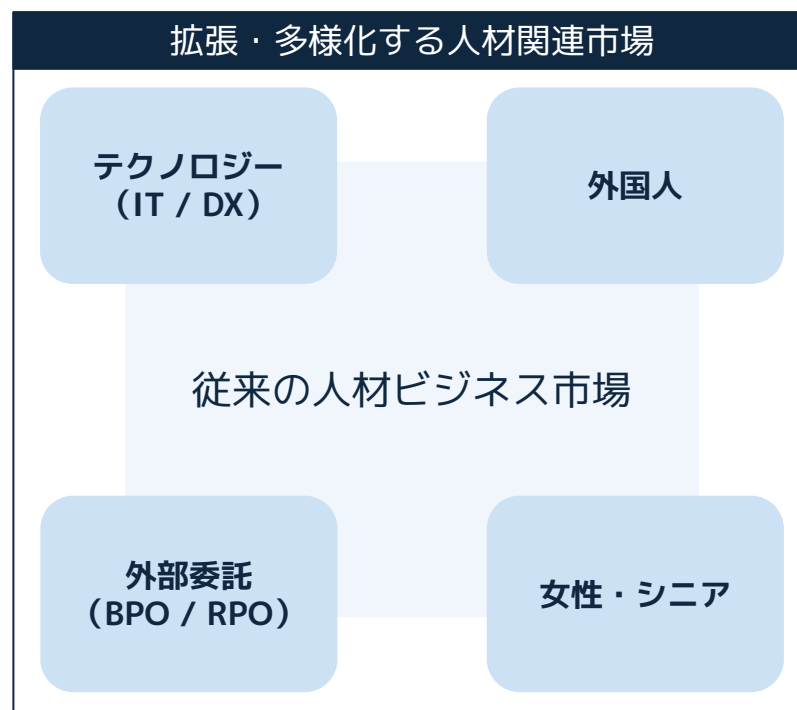 拡張・多様化する人材関連市場
テクノロジー
（IT / DX）
外国人
従来の人材ビジネス市場
外部委託
（BPO / RPO）
女性・シニア